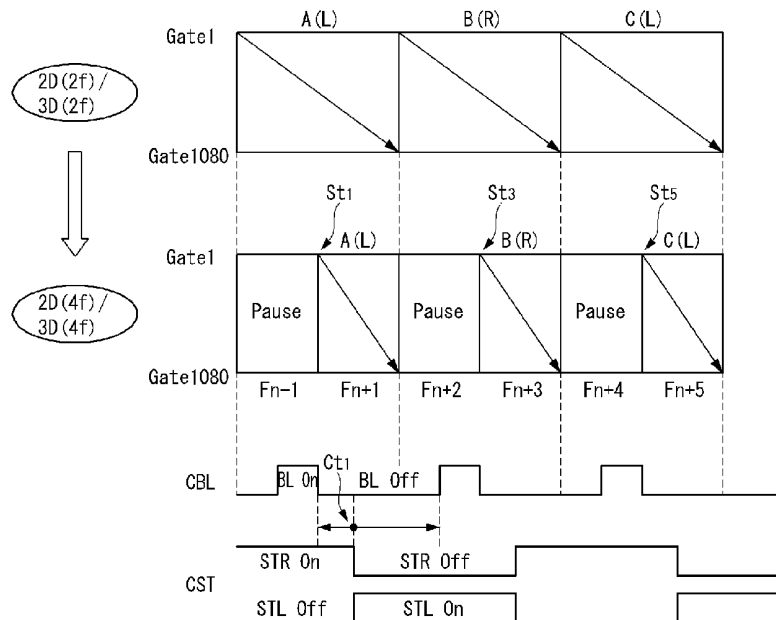 A(L) B(R) C(L)
Gate1
2D(2f)/
3D(2f)
Gate1080
St1 St3 St5
A(L) B(R) C(L)
Gate1
2D(4f)/
3D(4f)
Pause Pause Pause
Gate1080
Fn-1 Fn+1 Fn+2 Fn+3 Fn+4 Fn+5
Ct1
CBL BL On BL Off
STR On STR Off
CST
STL Off STL On